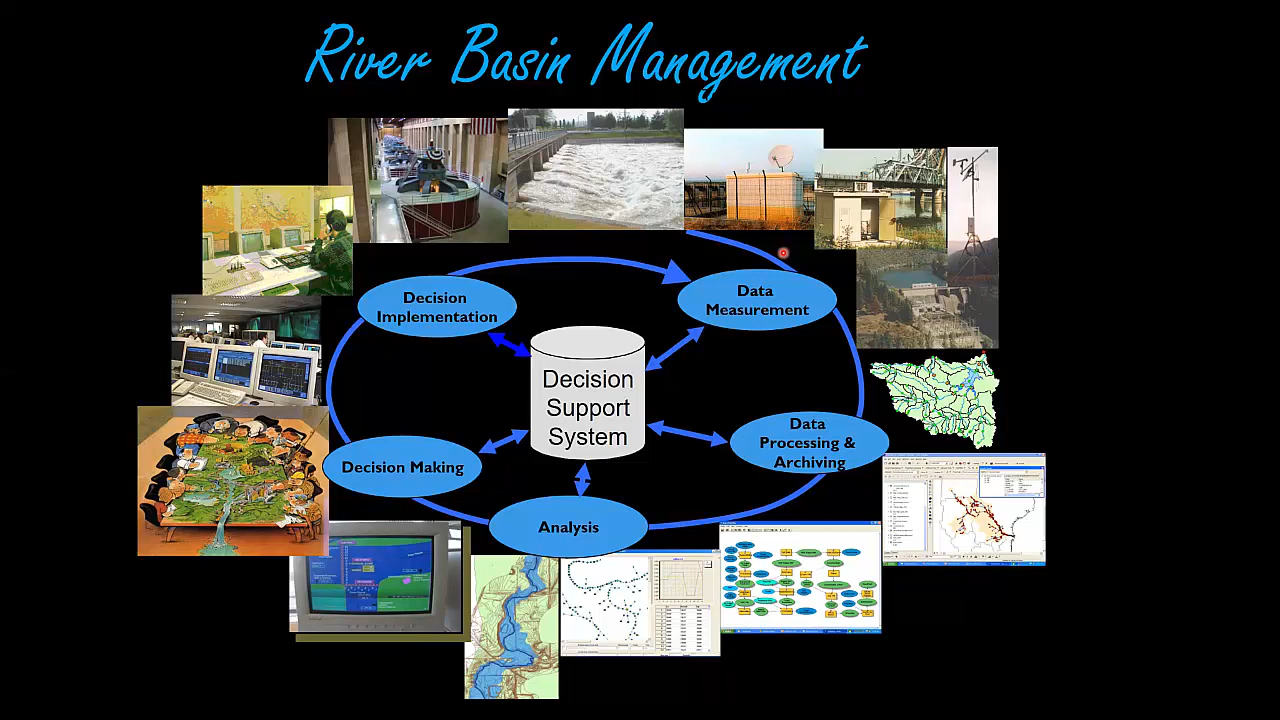 River Basin Management
Decision
Implementation
Data
Measurement
Decision
Support
System
Data
Processing &
Archiving
Decision Making
Analysis